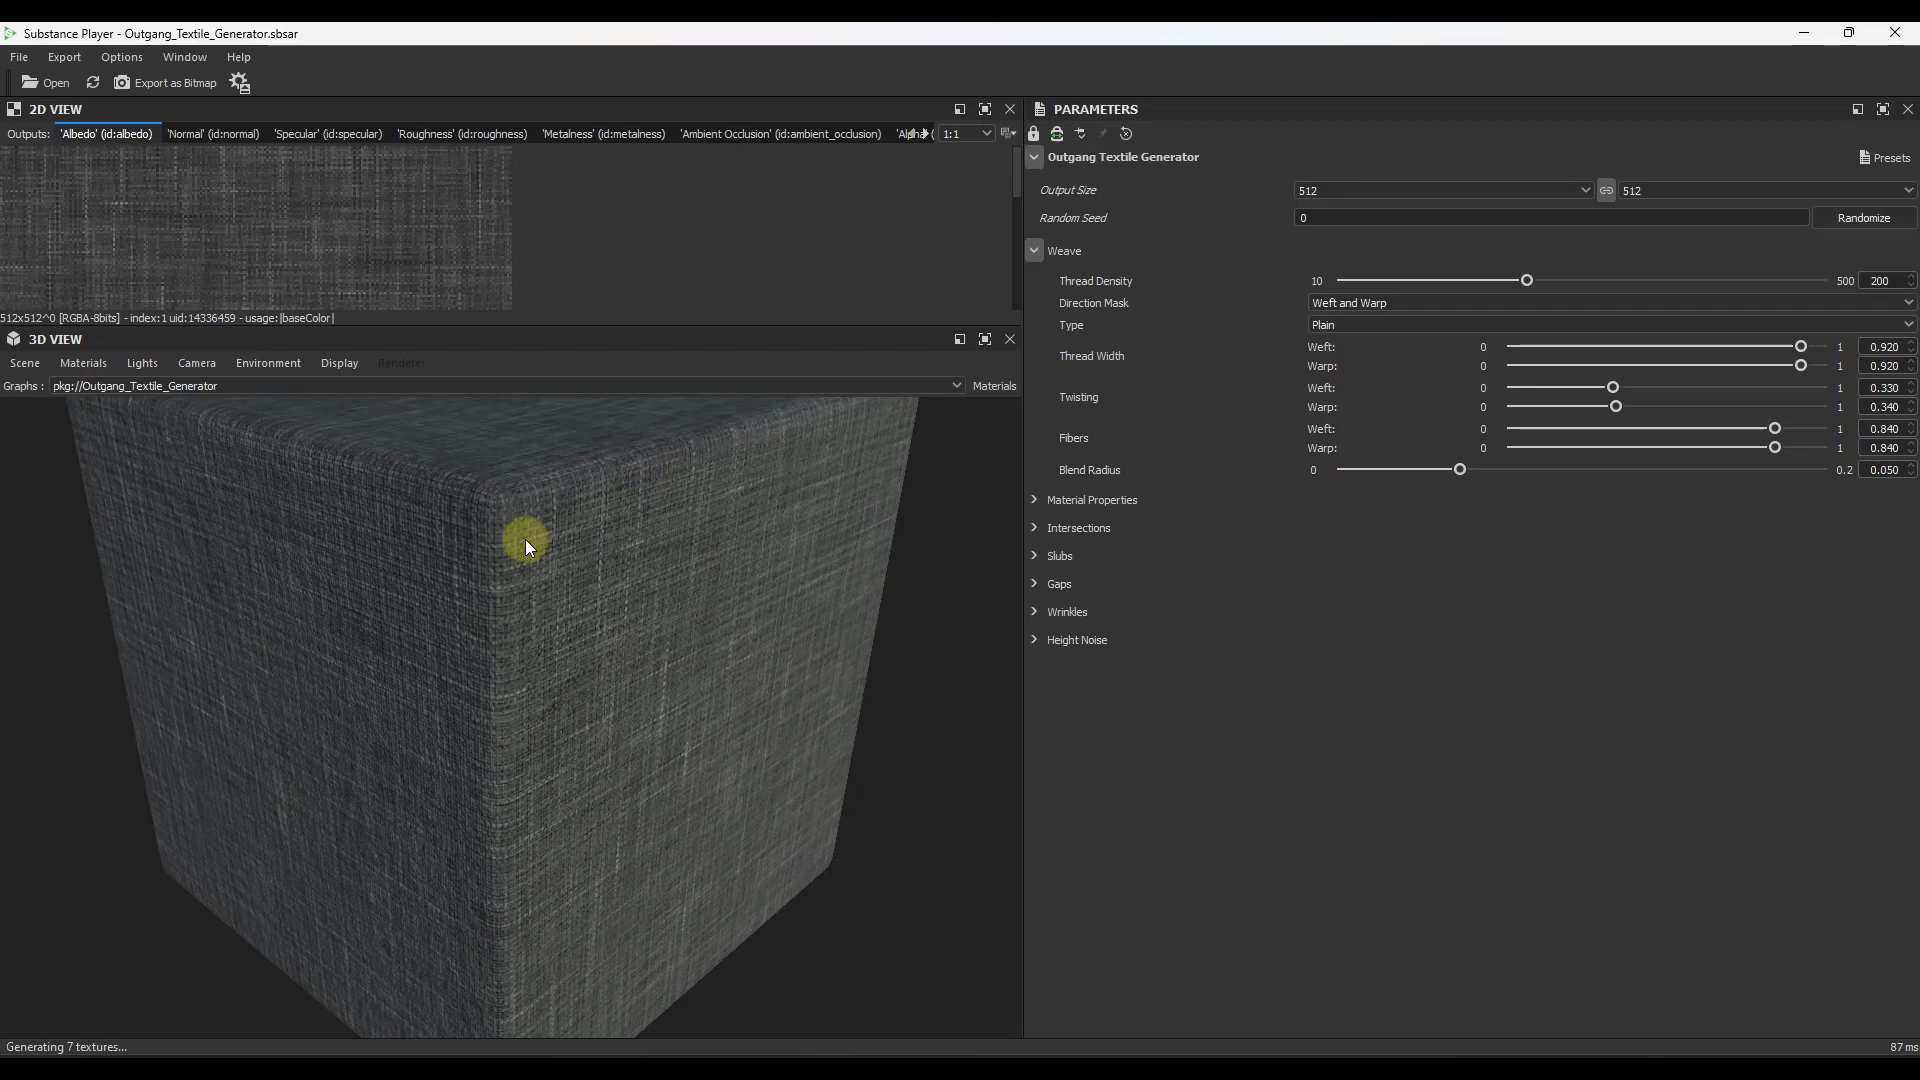 Substance Player - Outgang_Textile_Generator.sbsar
File Export Options Window Help
Open Export as Bitmap
2D VIEW
Outputs: 'Albedo' (id:albedo) 'Normal' (id:normal) 'Specular' (id:specular) 'Roughness' (id:roughness) 'Metalness' (id:metalness) 'Ambient Occlusion' (id:ambient_occlusion) 1:1
512x512^0 [RGBA-8bits] - index:1 uid:14336459 - usage:|baseColor|
3D VIEW
Scene Materials Lights Camera Environment Display Renderer
Graphs : pkg://Outgang_Textile_Generator Materials
PARAMETERS
Outgang Textile Generator Presets
Output Size 512 512
Random Seed 0 Randomize
Weave
Thread Density 10 500 200
Direction Mask Weft and Warp
Type Plain
Thread Width Weft: 0 1 0.920
Warp: 0 1 0.920
Twisting Weft: 0 1 0.330
Warp: 0 1 0.340
Fibers Weft: 0 1 0.840
Warp: 0 1 0.840
Blend Radius 0 0.2 0.050
Material Properties
Intersections
Slubs
Gaps
Wrinkles
Height Noise
Generating 7 textures... 87 ms